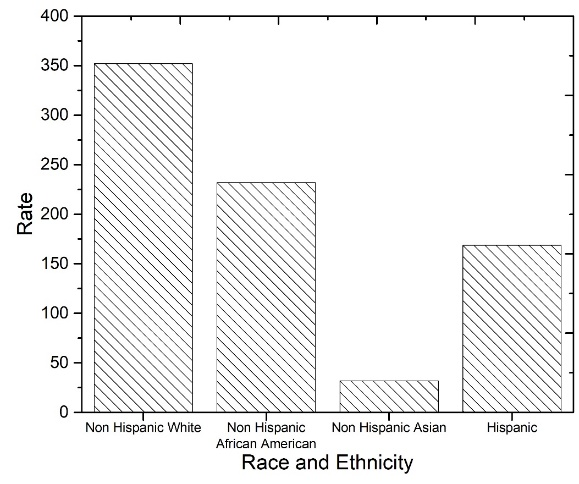 400
350
300
250
200
150
100
50
0
Rate
Non Hispanic White
Non Hispanic
African American
Non Hispanic Asian
Hispanic
Race and Ethnicity